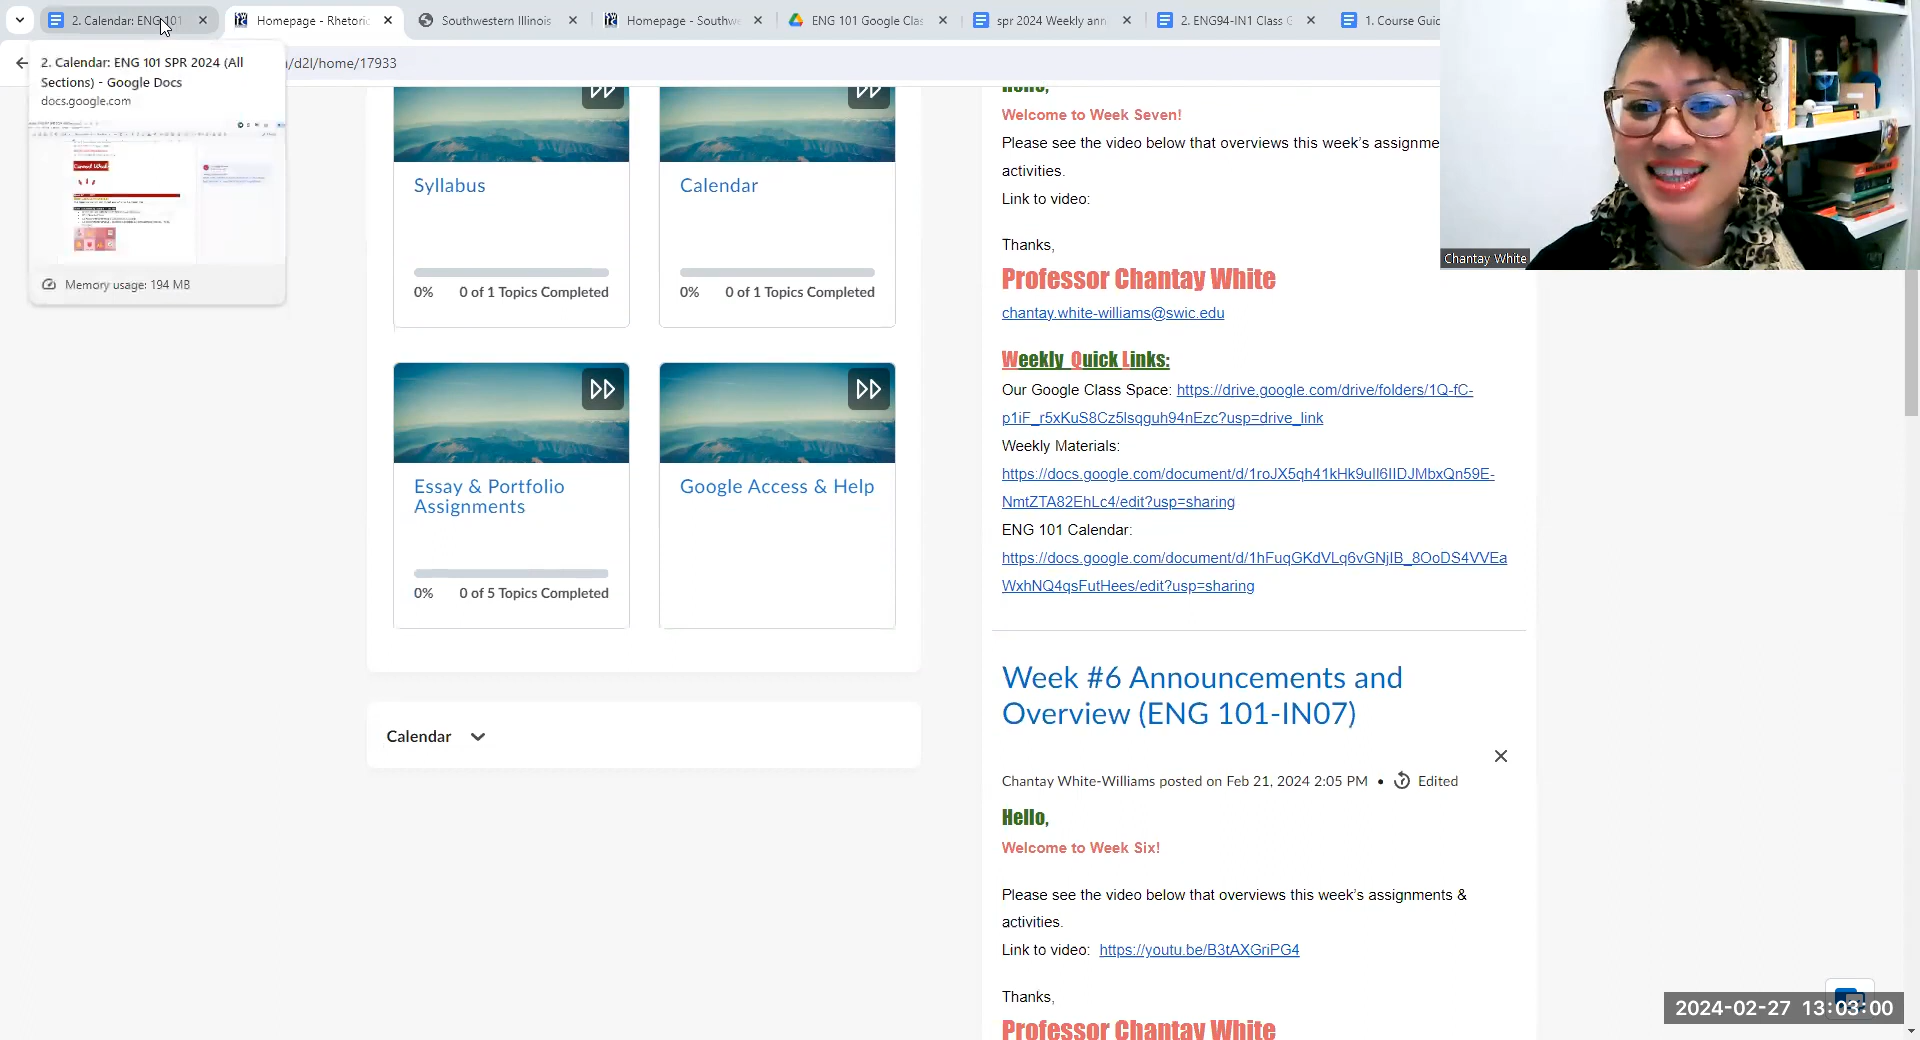 2. Calendar: ENG 101
Homepage - Rhetoric
Southwestern Illinois
Homepage - Southw
ENG 101 Google Cla
spr 2024 Weekly ann
2. ENG94-IN1 Class G
1. Course Guid
/d2l/home/17933
2. Calendar: ENG 101 SPR 2024 (All
Sections) - Google Docs
docs.google.com
Memory usage: 194 MB
Syllabus
0% 0 of 1 Topics Completed
Calendar
0% 0 of 1 Topics Completed
Essay & Portfolio
Assignments
0% 0 of 5 Topics Completed
Google Access & Help
Calendar
Hello,
Welcome to Week Seven!
Please see the video below that overviews this week’s assignme
activities.
Link to video:
Thanks,
Professor Chantay White
chantay.white-williams@swic.edu
Weekly Quick Links:
Our Google Class Space: https://drive.google.com/drive/folders/1Q-fC-
p1iF_r5xKuS8Cz5lsqguh94nEzc?usp=drive_link
Weekly Materials:
https://docs.google.com/document/d/1roJX5qh41kHk9uIl6IIDJMbxQn59E-
NmtZTA82EhLc4/edit?usp=sharing
ENG 101 Calendar:
https://docs.google.com/document/d/1hFuqGKdVLq6vGNjIB_8OoDS4VVEa
WxhNQ4qsFutHees/edit?usp=sharing
Week #6 Announcements and
Overview (ENG 101-IN07)
Chantay White-Williams posted on Feb 21, 2024 2:05 PM • Edited
Hello,
Welcome to Week Six!
Please see the video below that overviews this week’s assignments &
activities.
Link to video: https://youtu.be/B3tAXGriPG4
Thanks,
Professor Chantay White
Chantay White
2024-02-27 13:03:00